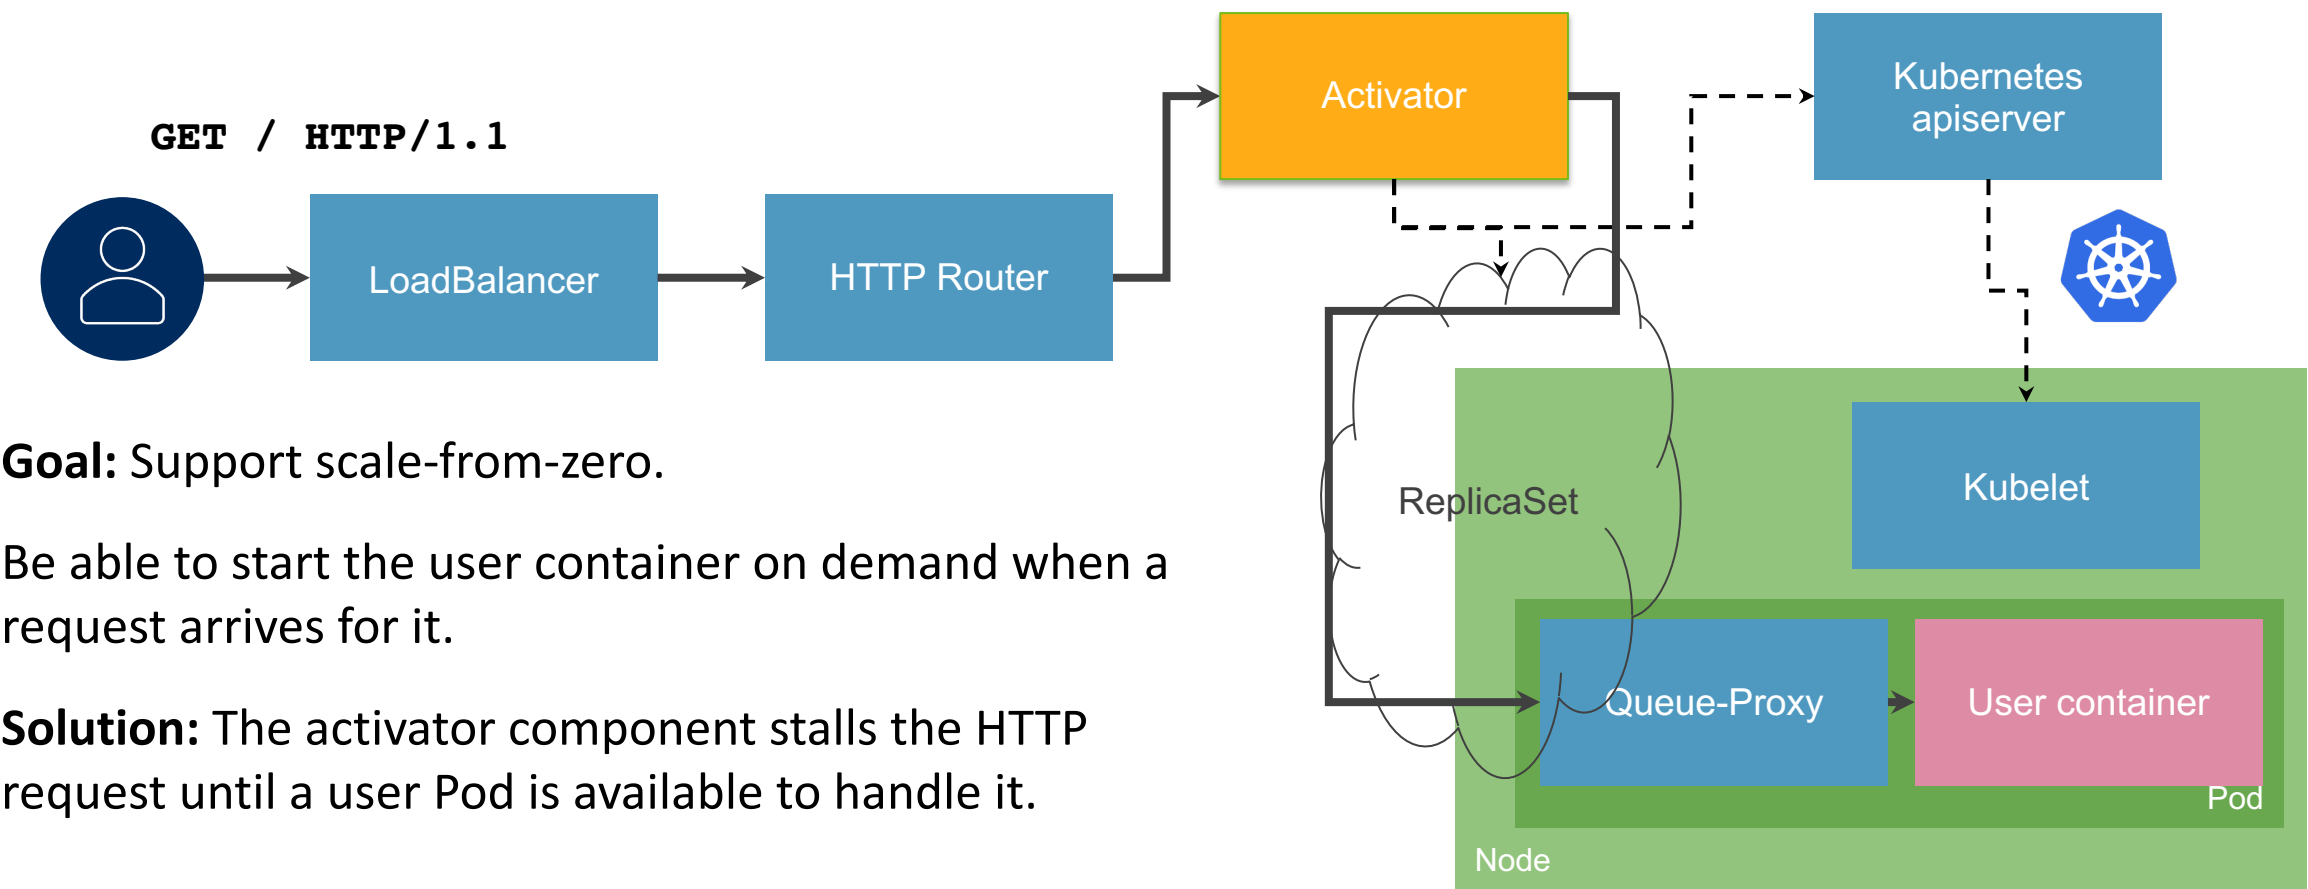 GET / HTTP/1.1
LoadBalancer
HTTP Router
Activator
Kubernetes
apiserver
Goal: Support scale-from-zero.
Be able to start the user container on demand when a
request arrives for it.
Solution: The activator component stalls the HTTP
request until a user Pod is available to handle it.
ReplicaSet
Kubelet
Queue-Proxy
User container
Pod
Node